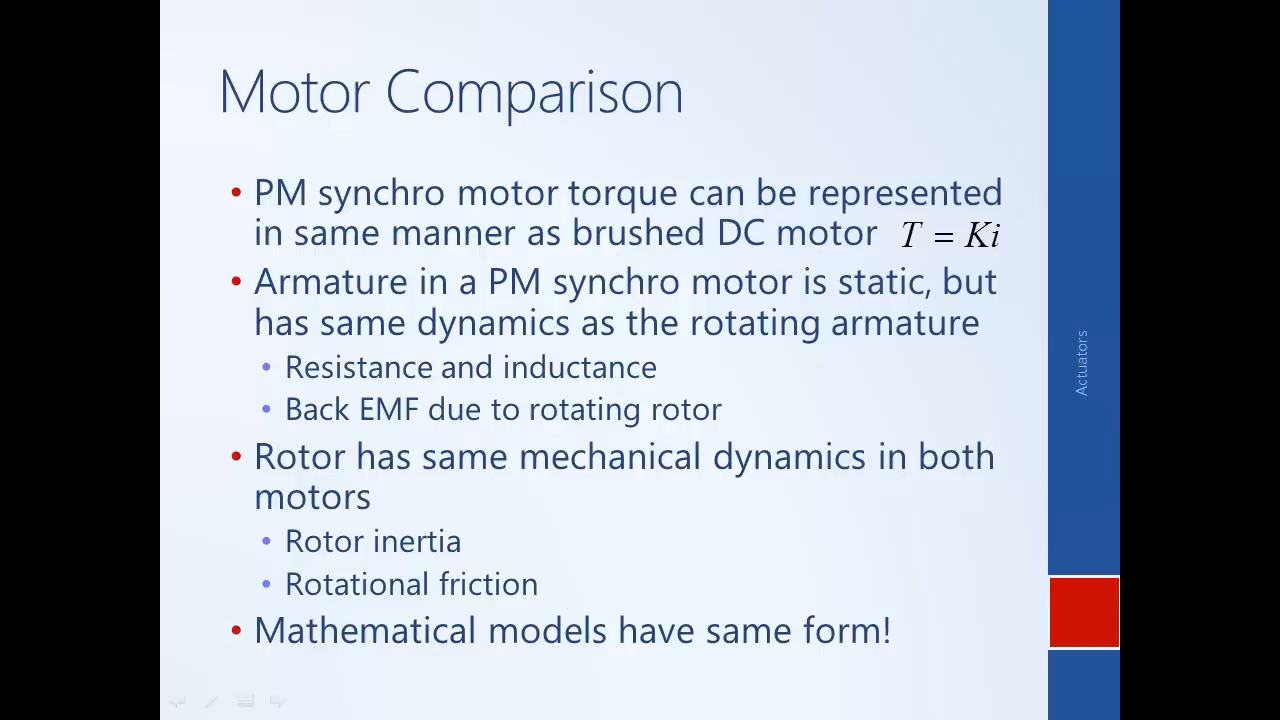 Motor Comparison
• PM synchro motor torque can be represented
in same manner as brushed DC motor T = Ki
• Armature in a PM synchro motor is static, but
has same dynamics as the rotating armature
• Resistance and inductance
• Back EMF due to rotating rotor
• Rotor has same mechanical dynamics in both
motors
• Rotor inertia
• Rotational friction
• Mathematical models have same form!
Actuators